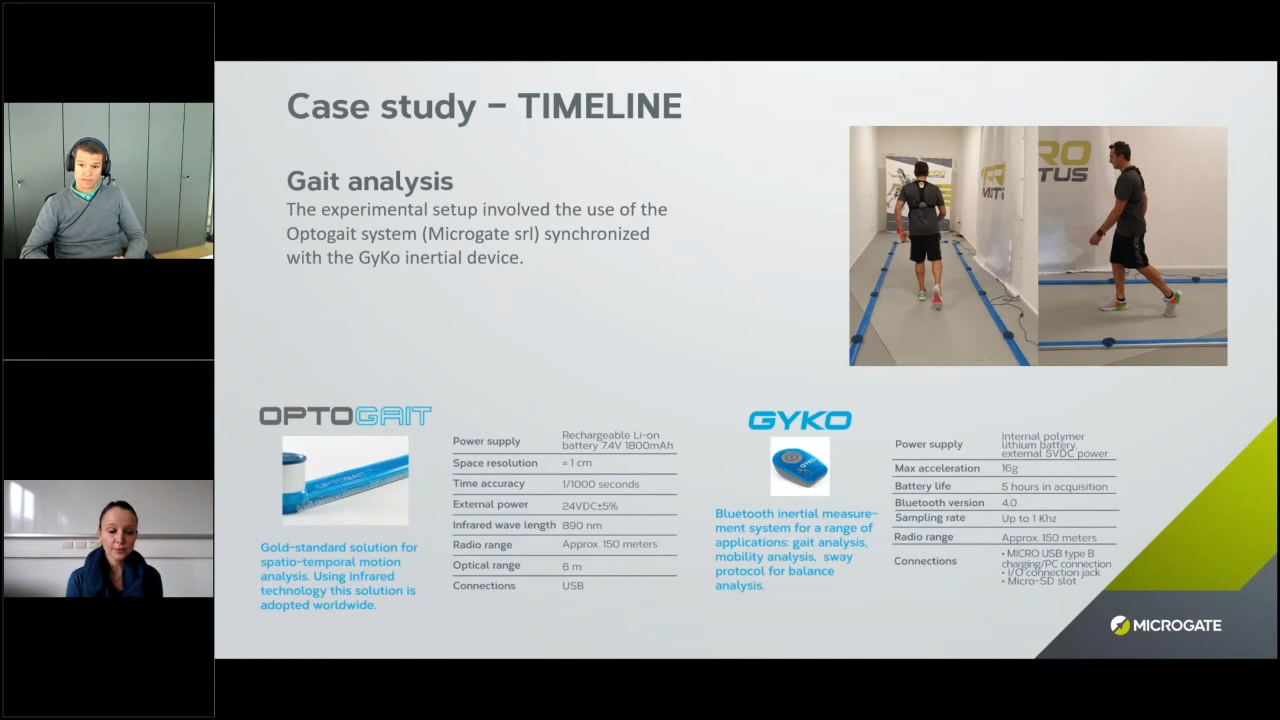 Case study – TIMELINE
Gait analysis
The experimental setup involved the use of the
Optogait system (Microgate srl) synchronized
with the GyKo inertial device.
RO
TUS
MIT
OPTOGAIT
Power supply
Rechargeable Li-on
battery 7.4V 1800mAh
Space resolution = 1 cm
Time accuracy 1/1000 seconds
External power 24VDC±5%
Infrared wave length 890 nm
Radio range Approx. 150 meters
Optical range 6 m
Connections USB
OPTOGAIT
Gold-standard solution for
spatio-temporal motion
analysis. Using infrared
technology this solution is
adopted worldwide.
GYKO
GYKO
Bluetooth inertial measure-
ment system for a range of
applications: gait analysis,
mobility analysis, sway
protocol for balance
analysis.
Power supply
Internal polymer
lithium battery,
external 5VDC power.
Max acceleration 16g
Battery life 5 hours in acquisition
Bluetooth version 4.0
Sampling rate Up to 1 Khz
Radio range Approx. 150 meters
Connections
• MICRO USB type B
charging/PC connection
• I/O connection jack
• Micro-SD slot
MICROGATE